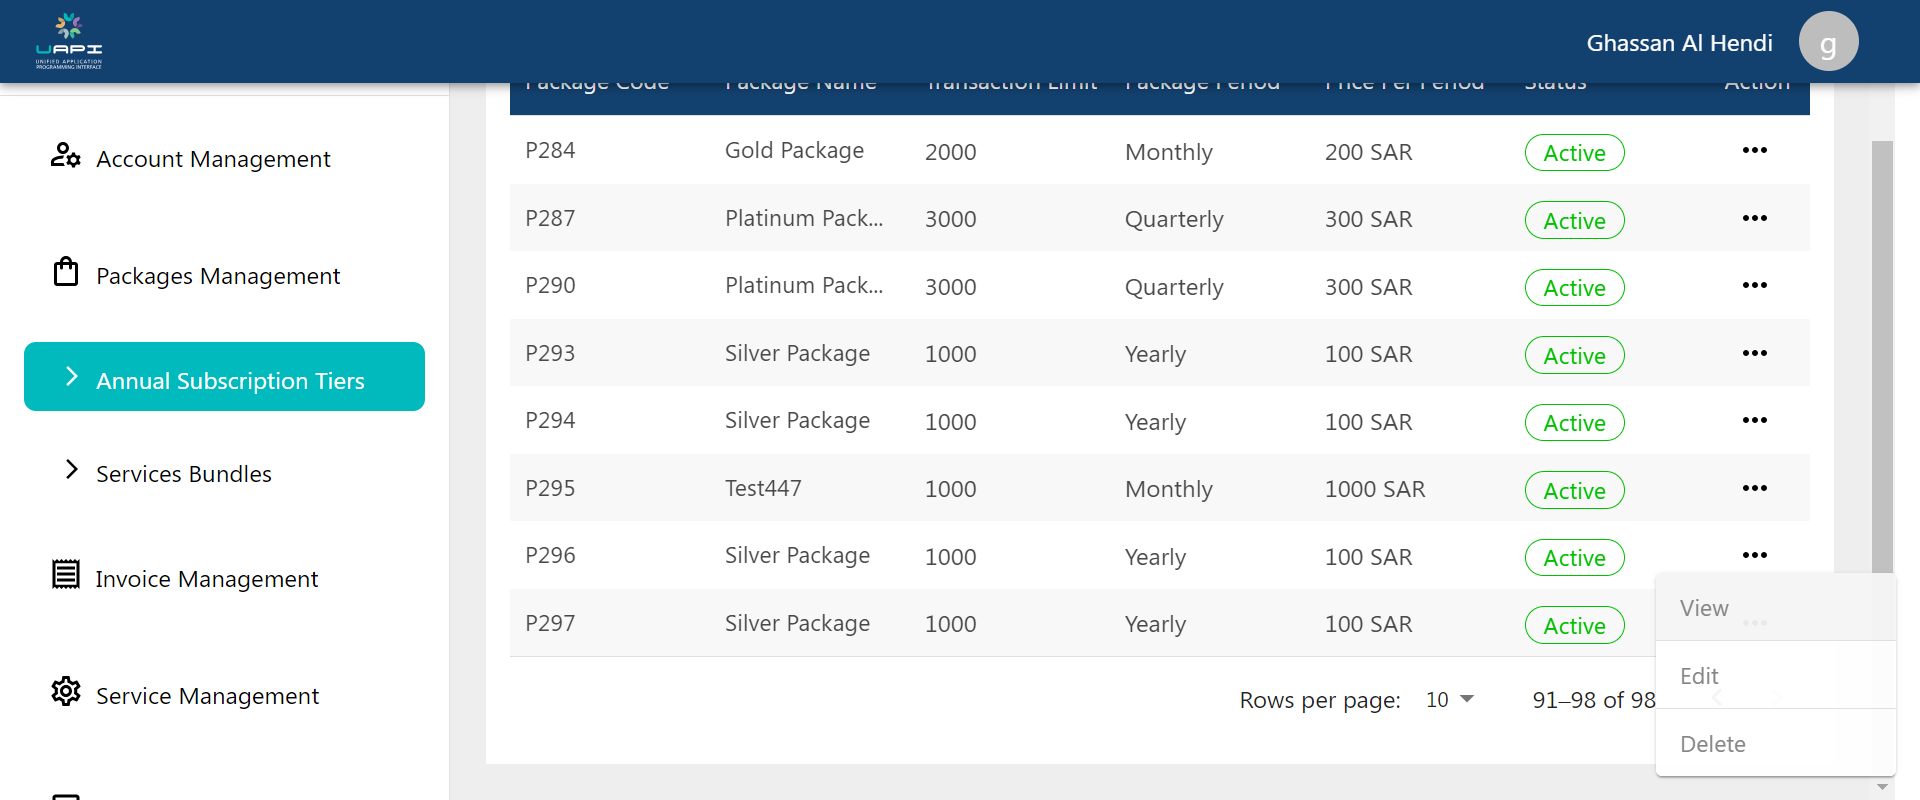 UAPI
UNIFIED APPLICATION
PROGRAMMING INTERFACE
Ghassan Al Hendi
g
Account Management
Packages Management
Annual Subscription Tiers
Services Bundles
Invoice Management
Service Management
Package Code Package Name Transaction Limit Package Period Price Per Period Status Action
P284 Gold Package 2000 Monthly 200 SAR Active
P287 Platinum Pack... 3000 Quarterly 300 SAR Active
P290 Platinum Pack... 3000 Quarterly 300 SAR Active
P293 Silver Package 1000 Yearly 100 SAR Active
P294 Silver Package 1000 Yearly 100 SAR Active
P295 Test447 1000 Monthly 1000 SAR Active
P296 Silver Package 1000 Yearly 100 SAR Active
P297 Silver Package 1000 Yearly 100 SAR Active
Rows per page: 10 91–98 of 98
View
Edit
Delete